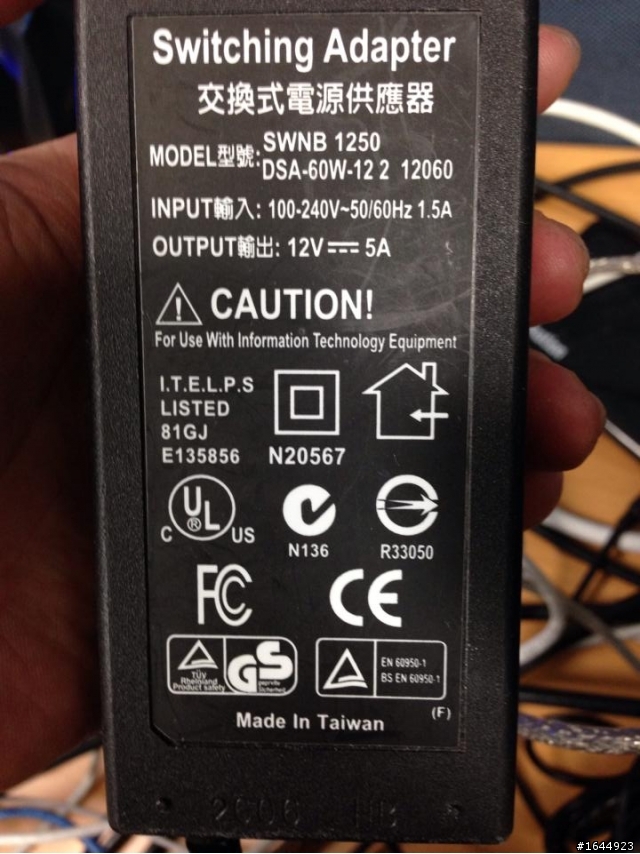 Switching Adapter
交換式電源供應器
MODEL型號: SWNB 1250
DSA-60W-12 2 12060
INPUT輸入: 100-240V~50/60Hz 1.5A
OUTPUT輸出: 12V⎓5A
CAUTION!
For Use With Information Technology Equipment
I.T.E.L.P.S
LISTED
81GJ
E135856
N20567
C UL® US
N136
R33050
FC CE
TÜV
Rheinland
Product safety
GS
geprüfte
Sicherheit
EN 60950-1
BS EN 60950-1
Made In Taiwan
(F)
#1644923